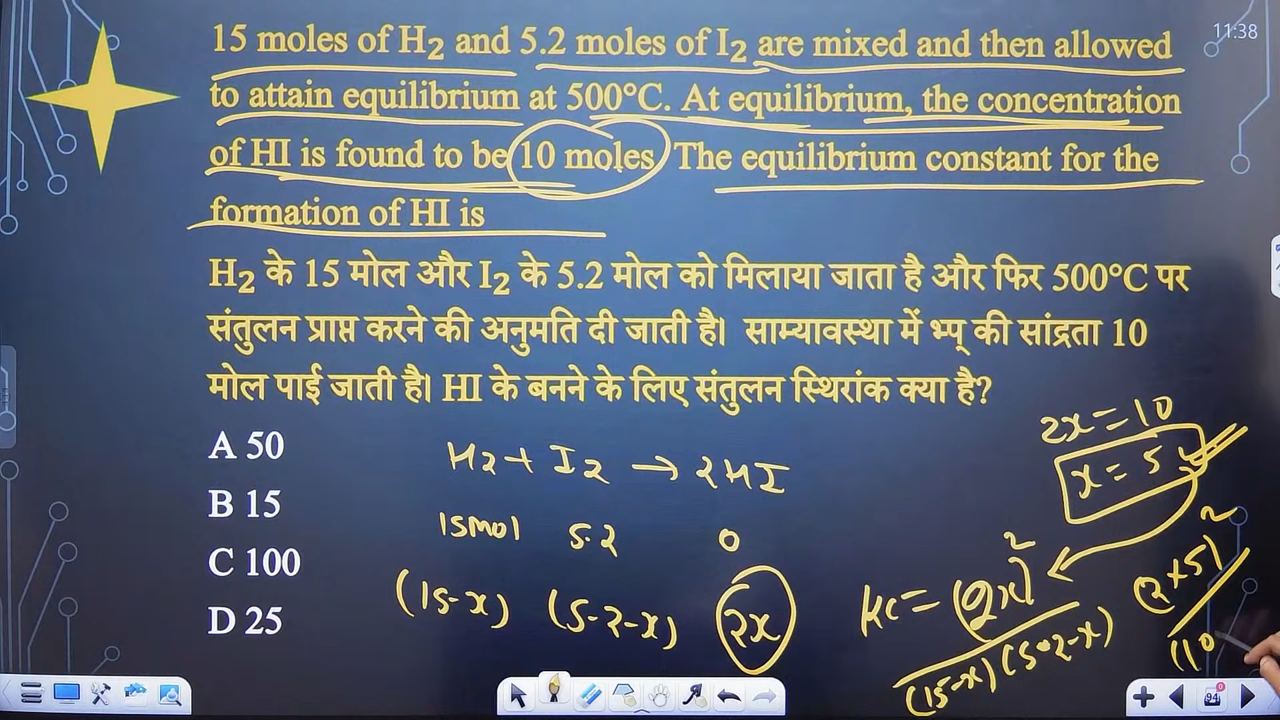 11:38
15 moles of H₂ and 5.2 moles of I₂ are mixed and then allowed
to attain equilibrium at 500°C. At equilibrium, the concentration
of HI is found to be 10 moles. The equilibrium constant for the
formation of HI is
H₂ के 15 मोल और I₂ के 5.2 मोल को मिलाया जाता है और फिर 500°C पर
संतुलन प्राप्त करने की अनुमति दी जाती है। साम्यावस्था में भ्प् की सांद्रता 10
मोल पाई जाती है। HI के बनने के लिए संतुलन स्थिरांक क्या है?
A 50
B 15
C 100
D 25
H2 + I2 → 2HI
15mol 5.2 0
(15-x) (5-2-x) 2x
2x = 10
x = 5
Kc = (2x)²
(15-x) (5.2-x)
(2x5)²
(10
94